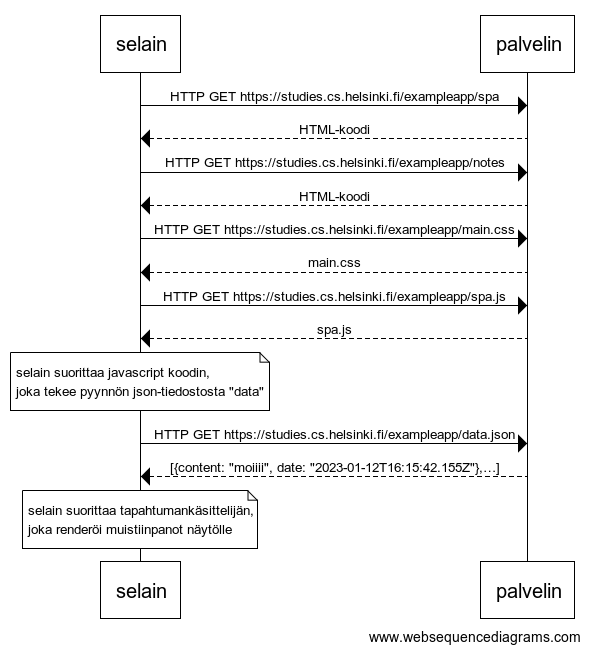 selain palvelin
HTTP GET https://studies.cs.helsinki.fi/exampleapp/spa
HTML-koodi
HTTP GET https://studies.cs.helsinki.fi/exampleapp/notes
HTML-koodi
HTTP GET https://studies.cs.helsinki.fi/exampleapp/main.css
main.css
HTTP GET https://studies.cs.helsinki.fi/exampleapp/spa.js
spa.js
selain suorittaa javascript koodin,
joka tekee pyynnön json-tiedostosta "data"
HTTP GET https://studies.cs.helsinki.fi/exampleapp/data.json
[{content: "moiiii", date: "2023-01-12T16:15:42.155Z"},...]
selain suorittaa tapahtumankäsittelijän,
joka renderöi muistiinpanot näytölle
selain palvelin
www.websequencediagrams.com